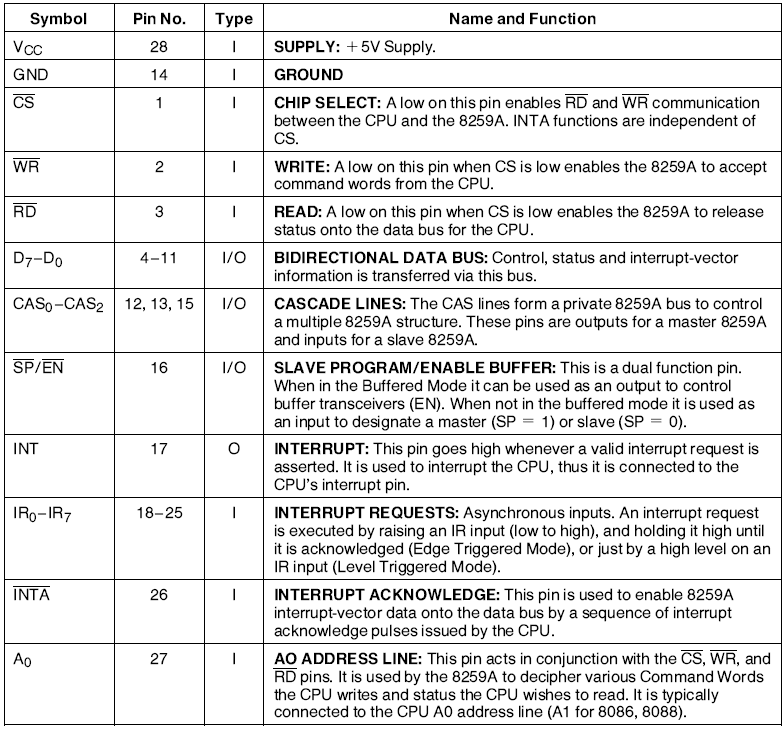 Symbol Pin No. Type Name and Function
V_CC 28 I SUPPLY: +5V Supply.
GND 14 I GROUND
C̅S̅ 1 I CHIP SELECT: A low on this pin enables R̅D̅ and W̅R̅ communication
between the CPU and the 8259A. INTA functions are independent of
CS.
W̅R̅ 2 I WRITE: A low on this pin when CS is low enables the 8259A to accept
command words from the CPU.
R̅D̅ 3 I READ: A low on this pin when CS is low enables the 8259A to release
status onto the data bus for the CPU.
D₇–D₀ 4–11 I/O BIDIRECTIONAL DATA BUS: Control, status and interrupt-vector
information is transferred via this bus.
CAS₀–CAS₂ 12, 13, 15 I/O CASCADE LINES: The CAS lines form a private 8259A bus to control
a multiple 8259A structure. These pins are outputs for a master 8259A
and inputs for a slave 8259A.
S̅P̅/E̅N̅ 16 I/O SLAVE PROGRAM/ENABLE BUFFER: This is a dual function pin.
When in the Buffered Mode it can be used as an output to control
buffer transceivers (EN). When not in the buffered mode it is used as
an input to designate a master (SP = 1) or slave (SP = 0).
INT 17 O INTERRUPT: This pin goes high whenever a valid interrupt request is
asserted. It is used to interrupt the CPU, thus it is connected to the
CPU's interrupt pin.
IR₀–IR₇ 18–25 I INTERRUPT REQUESTS: Asynchronous inputs. An interrupt request
is executed by raising an IR input (low to high), and holding it high until
it is acknowledged (Edge Triggered Mode), or just by a high level on an
IR input (Level Triggered Mode).
I̅N̅T̅A̅ 26 I INTERRUPT ACKNOWLEDGE: This pin is used to enable 8259A
interrupt-vector data onto the data bus by a sequence of interrupt
acknowledge pulses issued by the CPU.
A₀ 27 I AO ADDRESS LINE: This pin acts in conjunction with the C̅S̅, W̅R̅, and
R̅D̅ pins. It is used by the 8259A to decipher various Command Words
the CPU writes and status the CPU wishes to read. It is typically
connected to the CPU A0 address line (A1 for 8086, 8088).